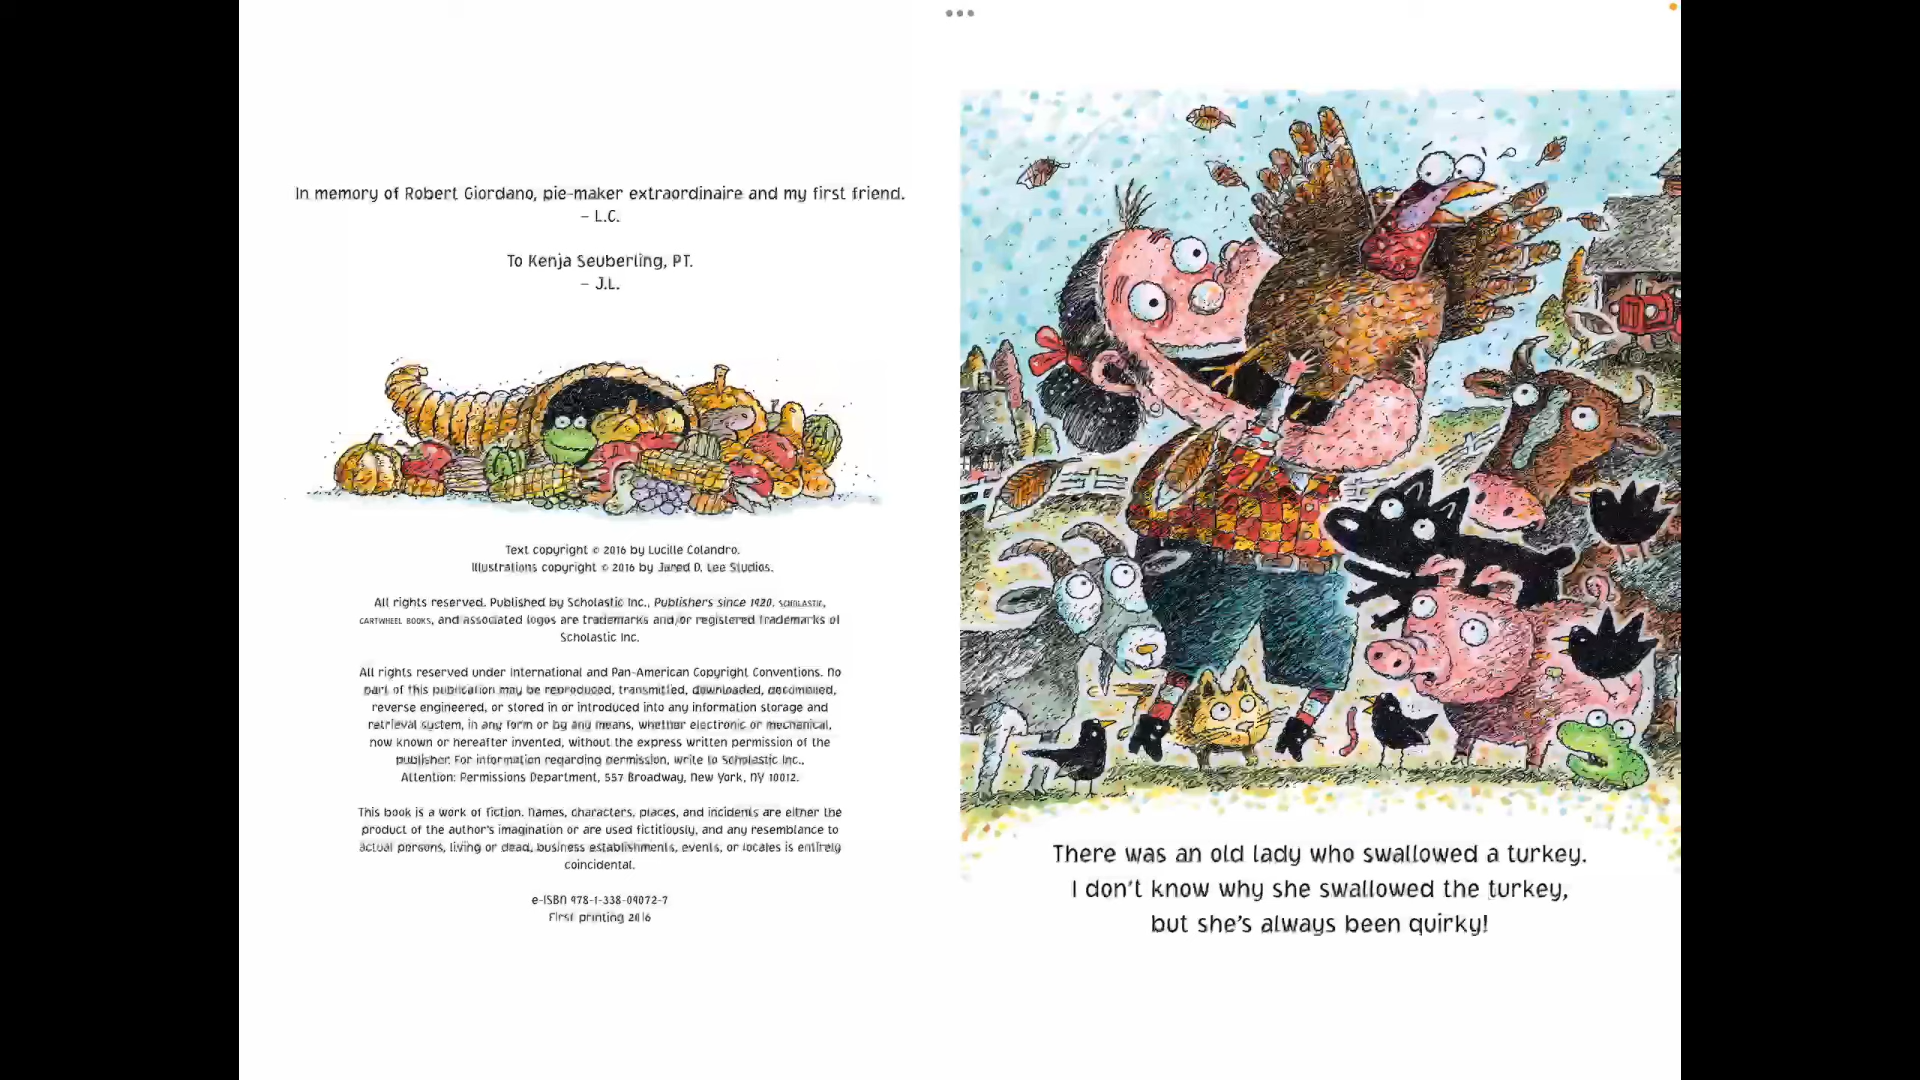 In memory of Robert Giordano, pie-maker extraordinaire and my first friend.
– L.C.
To Kenja Seuberling, PT.
– J.L.
Text copyright © 2016 by Lucille Colandro.
Illustrations copyright © 2016 by Jared D. Lee Studios.
All rights reserved. Published by Scholastic Inc., Publishers since 1920. SCHOLASTIC,
CARTWHEEL BOOKS, and associated logos are trademarks and/or registered trademarks of
Scholastic Inc.
All rights reserved under International and Pan-American Copyright Conventions. No
part of this publication may be reproduced, transmitted, downloaded, decompiled,
reverse engineered, or stored in or introduced into any information storage and
retrieval system, in any form or by any means, whether electronic or mechanical,
now known or hereafter invented, without the express written permission of the
publisher. For information regarding permission, write to Scholastic Inc.,
Attention: Permissions Department, 557 Broadway, New York, NY 10012.
This book is a work of fiction. Names, characters, places, and incidents are either the
product of the author's imagination or are used fictitiously, and any resemblance to
actual persons, living or dead, business establishments, events, or locales is entirely
coincidental.
e-ISBN 978-1-338-09072-7
First printing 2016
There was an old lady who swallowed a turkey.
I don't know why she swallowed the turkey,
but she's always been quirky!